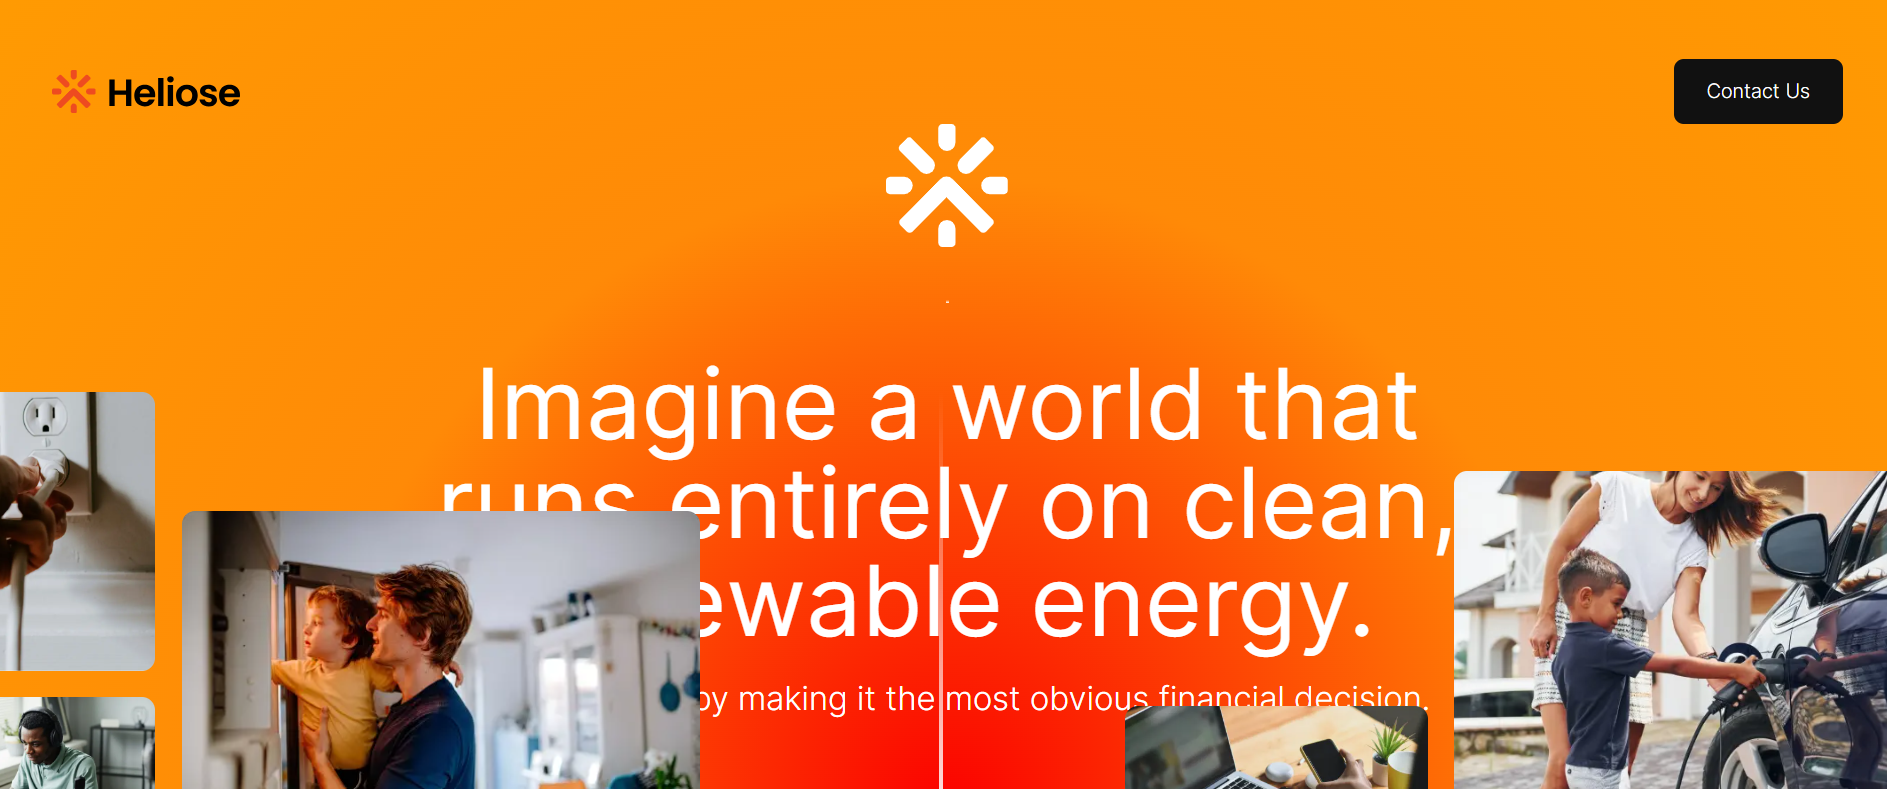 Heliose
Contact Us
Imagine a world that
runs entirely on clean,
ewable energy.
by making it the most obvious financial decision.